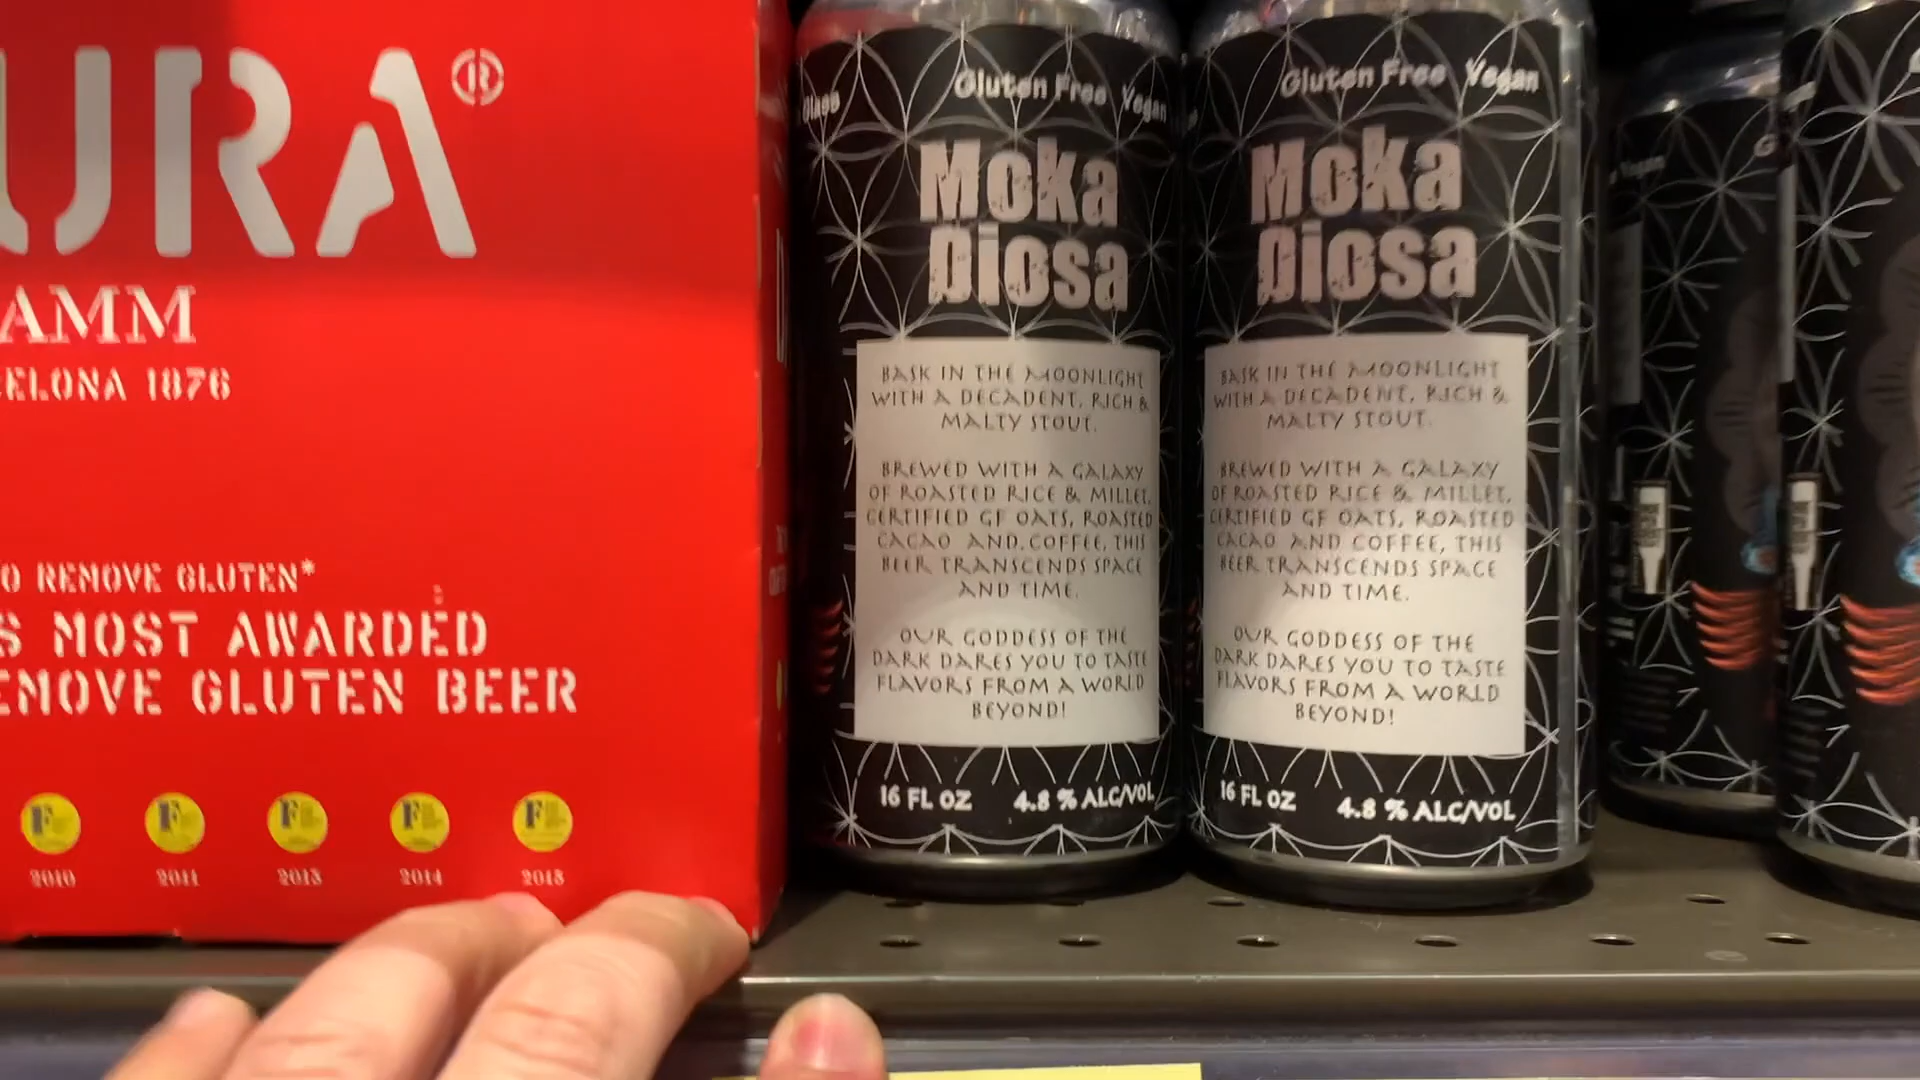 URA®
AMM
CELONA 1876
O REMOVE GLUTEN*
S MOST AWARDED
EMOVE GLUTEN BEER
2010 2011 2013 2014 2015
Gluten Free Vegan
Moka
Diosa
BASK IN THE MOONLIGHT
WITH A DECADENT, RICH &
MALTY STOUT.
BREWED WITH A GALAXY
OF ROASTED RICE & MILLET,
CERTIFIED GF OATS, ROASTED
CACAO AND COFFEE, THIS
BEER TRANSCENDS SPACE
AND TIME.
OUR GODDESS OF THE
DARK DARES YOU TO TASTE
FLAVORS FROM A WORLD
BEYOND!
16 FL OZ 4.8 % ALC/VOL
Gluten Free Vegan
Moka
Diosa
BASK IN THE MOONLIGHT
WITH A DECADENT, RICH &
MALTY STOUT.
BREWED WITH A GALAXY
OF ROASTED RICE & MILLET,
CERTIFIED GF OATS, ROASTED
CACAO AND COFFEE, THIS
BEER TRANSCENDS SPACE
AND TIME.
OUR GODDESS OF THE
DARK DARES YOU TO TASTE
FLAVORS FROM A WORLD
BEYOND!
16 FL OZ 4.8 % ALC/VOL